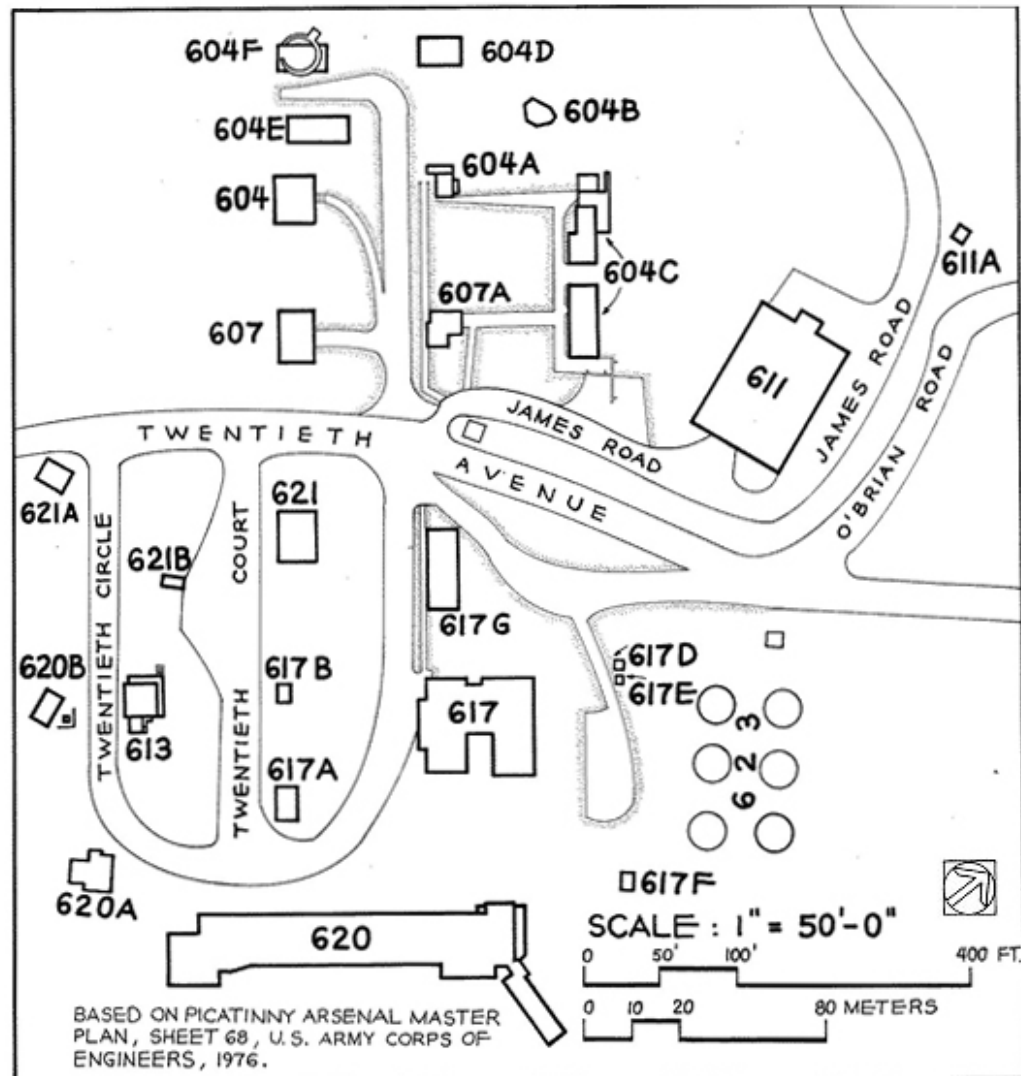 604F
604D
604B
604E
604A
604
604C
611A
607A
607
611
JAMES ROAD
JAMES ROAD
O'BRIAN ROAD
TWENTIETH
AVENUE
621A
621
TWENTIETH CIRCLE
COURT
621B
617G
620B
617B
617D
617E
617
613
3
2
6
TWENTIETH
617A
620A
617F
620
SCALE : 1" = 50'-0"
0 50' 100' 400 FT.
0 10 20 80 METERS
BASED ON PICATINNY ARSENAL MASTER
PLAN, SHEET 68, U.S. ARMY CORPS OF
ENGINEERS, 1976.